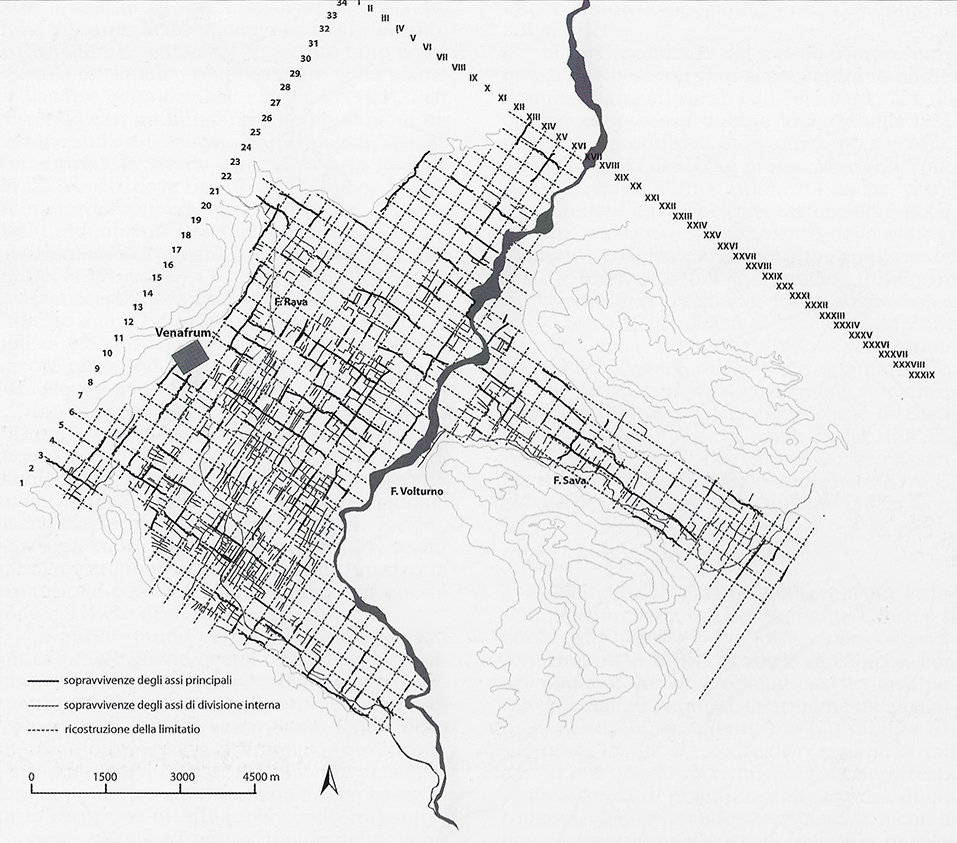 34
33
32
31
30
29
28
27
26
25
24
23
22
21
20
19
18
17
16
15
14
13
12
11
10
9
8
7
6
5
4
3
2
1
I
II
III
IV
V
VI
VII
VIII
IX
X
XI
XII
XIII
XIV
XV
XVI
XVII
XVIII
XIX
XX
XXI
XXII
XXIII
XXIV
XXV
XXVI
XXVII
XXVIII
XXIX
XXX
XXXI
XXXII
XXXIII
XXXIV
XXXV
XXXVI
XXXVII
XXXVIII
XXXIX
F. Rava
Venafrum
F. Volturno
F. Sava
sopravvivenze degli assi principali
sopravvivenze degli assi di divisione interna
ricostruzione della limitatio
0 1500 3000 4500 m